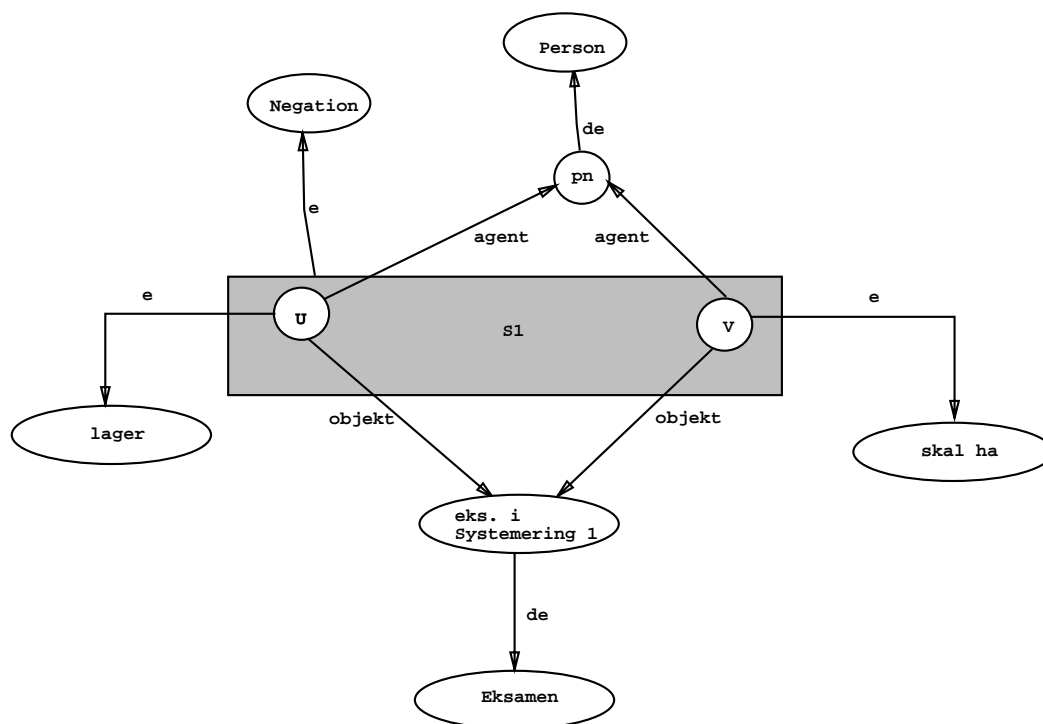 Person
Negation
de
pn
e
agent
agent
e
e
U
S1
V
objekt
objekt
lager
skal ha
eks. i
Systemering 1
de
Eksamen